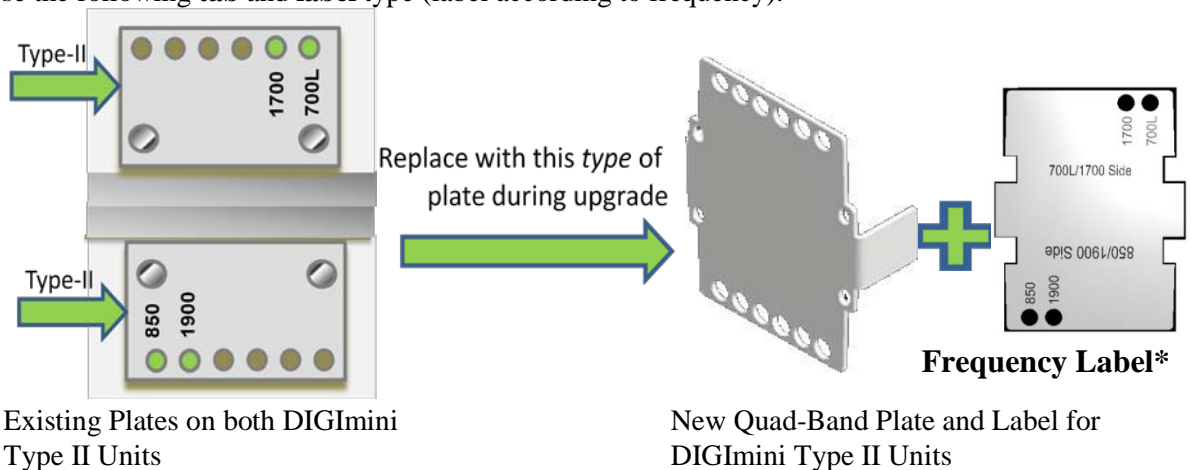 se the following tab and label type (label according to frequency):
Type-II
1700
700L
Replace with this type of
plate during upgrade
Type-II
850
1900
1700
700L
700L/1700 Side
850/1900 Side
850
1900
Frequency Label*
Existing Plates on both DIGImini
Type II Units
New Quad-Band Plate and Label for
DIGImini Type II Units